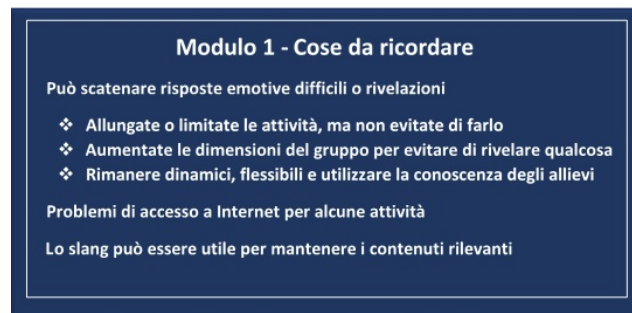 Modulo 1 - Cose da ricordare
Può scatenare risposte emotive difficili o rivelazioni
❖ Allungate o limitate le attività, ma non evitate di farlo
❖ Aumentate le dimensioni del gruppo per evitare di rivelare qualcosa
❖ Rimanere dinamici, flessibili e utilizzare la conoscenza degli allievi
Problemi di accesso a Internet per alcune attività
Lo slang può essere utile per mantenere i contenuti rilevanti